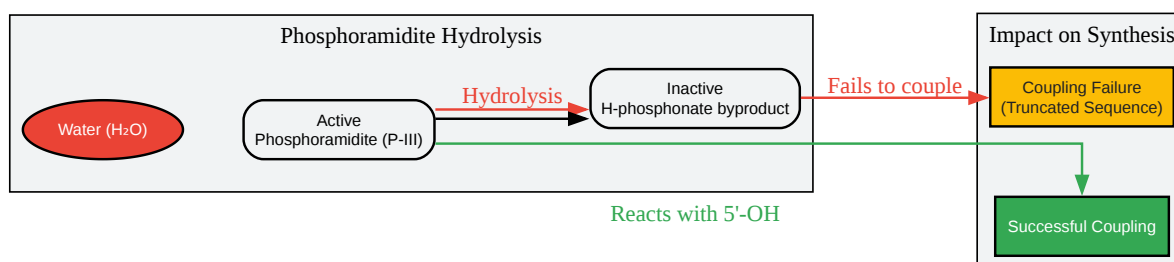 Phosphoramidite Hydrolysis
Impact on Synthesis
Water (H₂O)
Active
Phosphoramidite (P-III)
Hydrolysis
Inactive
H-phosphonate byproduct
Fails to couple
Coupling Failure
(Truncated Sequence)
Reacts with 5'-OH
Successful Coupling